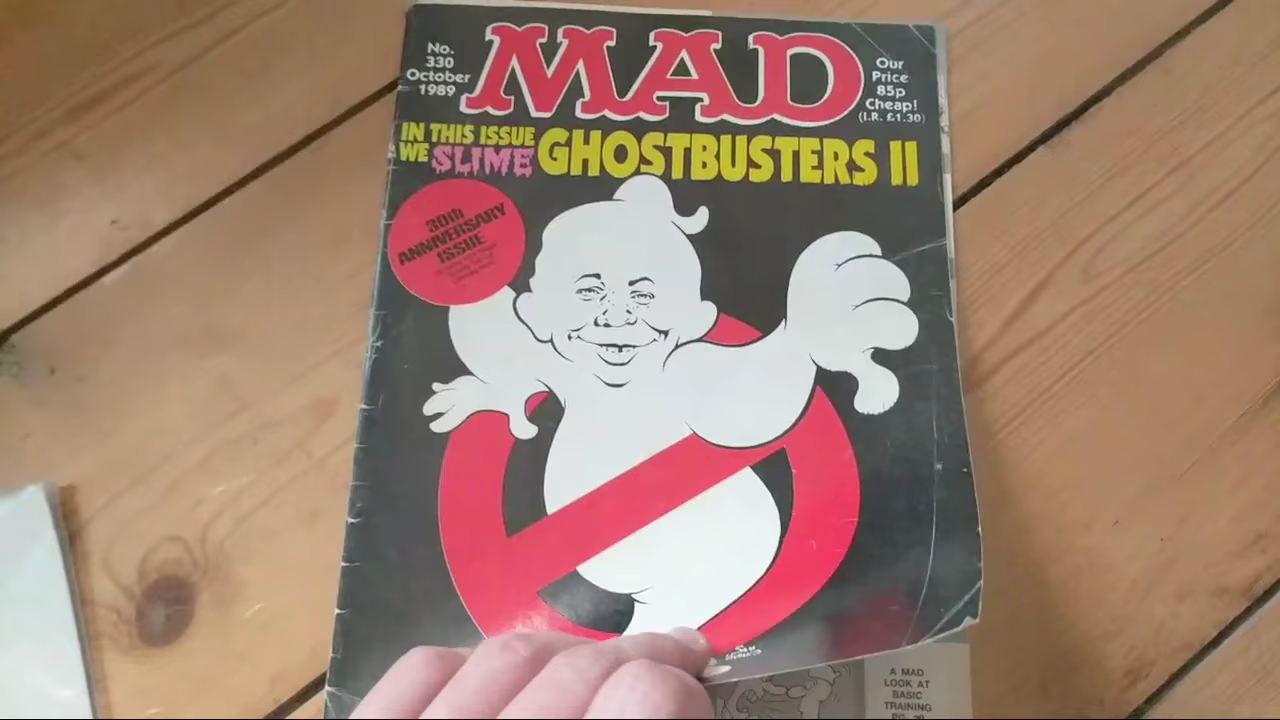 No.
330
October
1989
MAD
Our
Price
85p
Cheap!
(I.R. £1.30)
IN THIS ISSUE
WE SLIME
GHOSTBUSTERS II
30th
ANNIVERSARY
ISSUE
A MAD
LOOK AT
BASIC
TRAINING